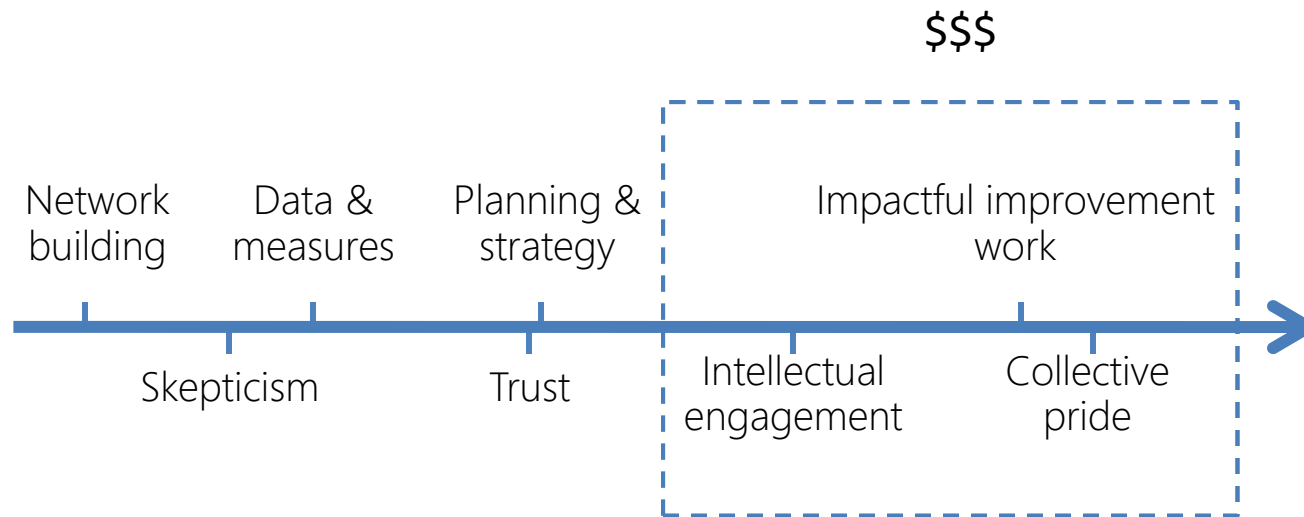 $$$
Network
building
Data &
measures
Planning &
strategy
Impactful improvement
work
Skepticism
Trust
Intellectual
engagement
Collective
pride